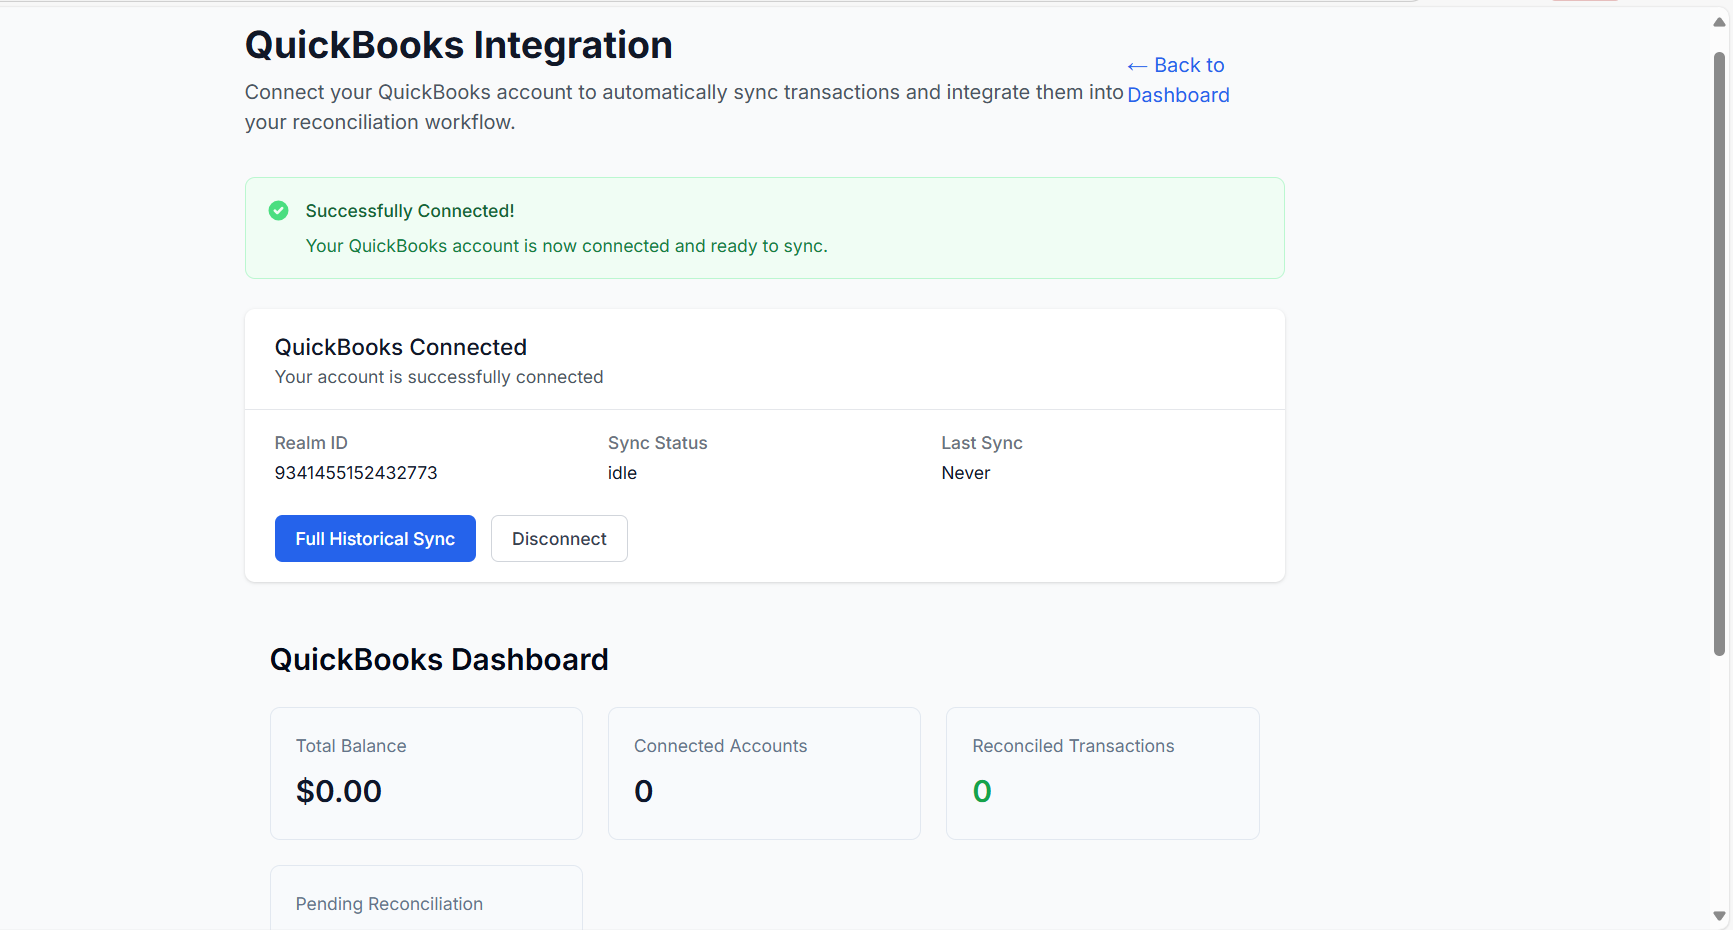 QuickBooks Integration
Connect your QuickBooks account to automatically sync transactions and integrate them into
your reconciliation workflow.
← Back to
Dashboard
Successfully Connected!
Your QuickBooks account is now connected and ready to sync.
QuickBooks Connected
Your account is successfully connected
Realm ID
9341455152432773
Sync Status
idle
Last Sync
Never
Full Historical Sync
Disconnect
QuickBooks Dashboard
Total Balance
$0.00
Connected Accounts
0
Reconciled Transactions
0
Pending Reconciliation